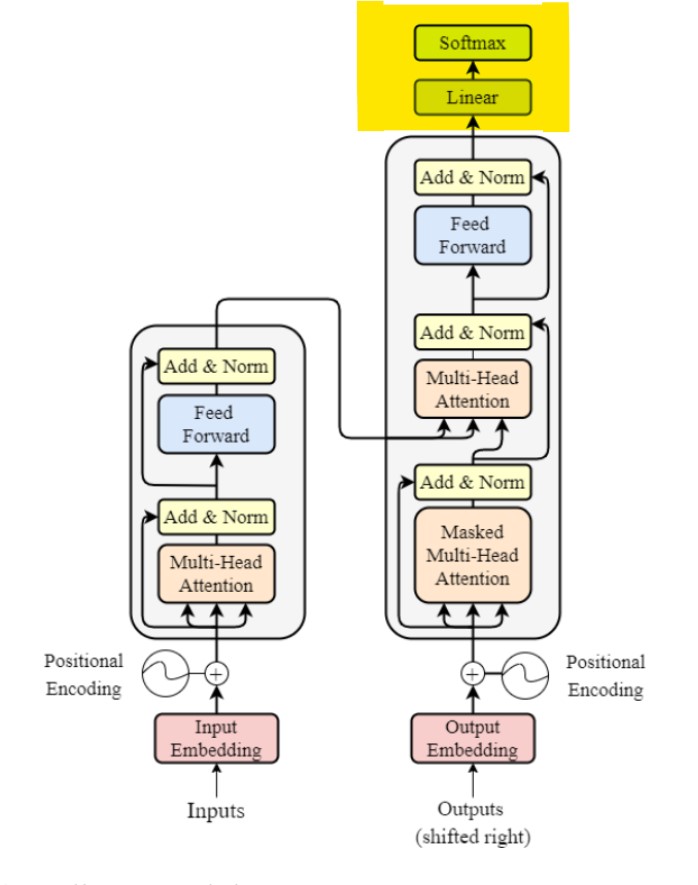 Softmax
Linear
Add & Norm
Feed
Forward
Add & Norm
Multi-Head
Attention
Add & Norm
Masked
Multi-Head
Attention
Add & Norm
Feed
Forward
Add & Norm
Multi-Head
Attention
Positional
Encoding
Positional
Encoding
Input
Embedding
Output
Embedding
Inputs
Outputs
(shifted right)